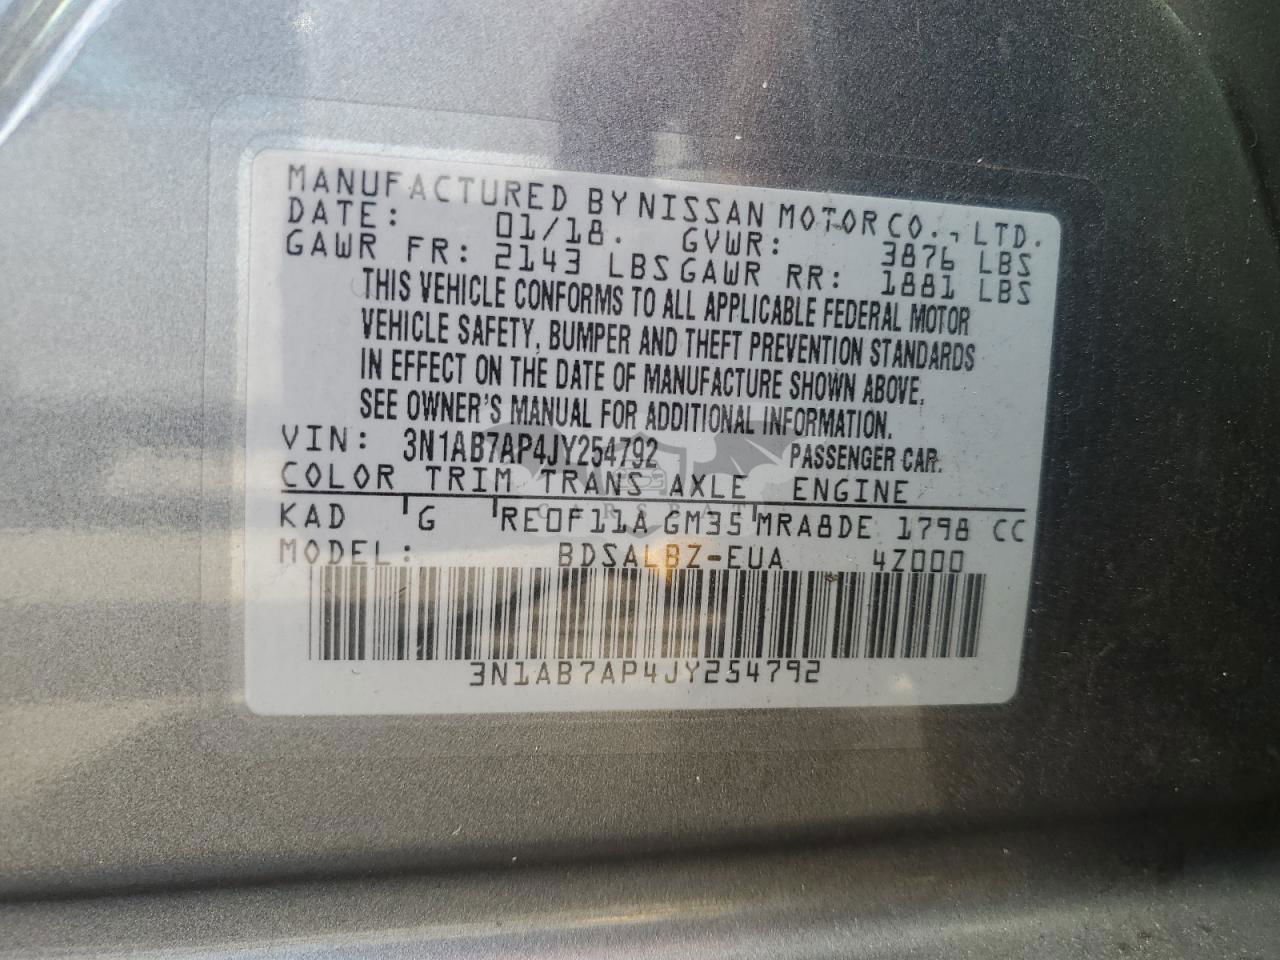 MANUFACTURED BY NISSAN MOTOR CO., LTD.
DATE: 01/18. GVWR: 3876 LBS
GAWR FR: 2143 LBS GAWR RR: 1881 LBS
THIS VEHICLE CONFORMS TO ALL APPLICABLE FEDERAL MOTOR
VEHICLE SAFETY, BUMPER AND THEFT PREVENTION STANDARDS
IN EFFECT ON THE DATE OF MANUFACTURE SHOWN ABOVE.
SEE OWNER'S MANUAL FOR ADDITIONAL INFORMATION.
VIN: 3N1AB7AP4JY254792 PASSENGER CAR.
COLOR TRIM TRANS AXLE ENGINE
KAD G RE0F11A GM35 MRA8DE 1798 CC
MODEL: BDSALBZ-EUA 4Z000
3N1AB7AP4JY254792